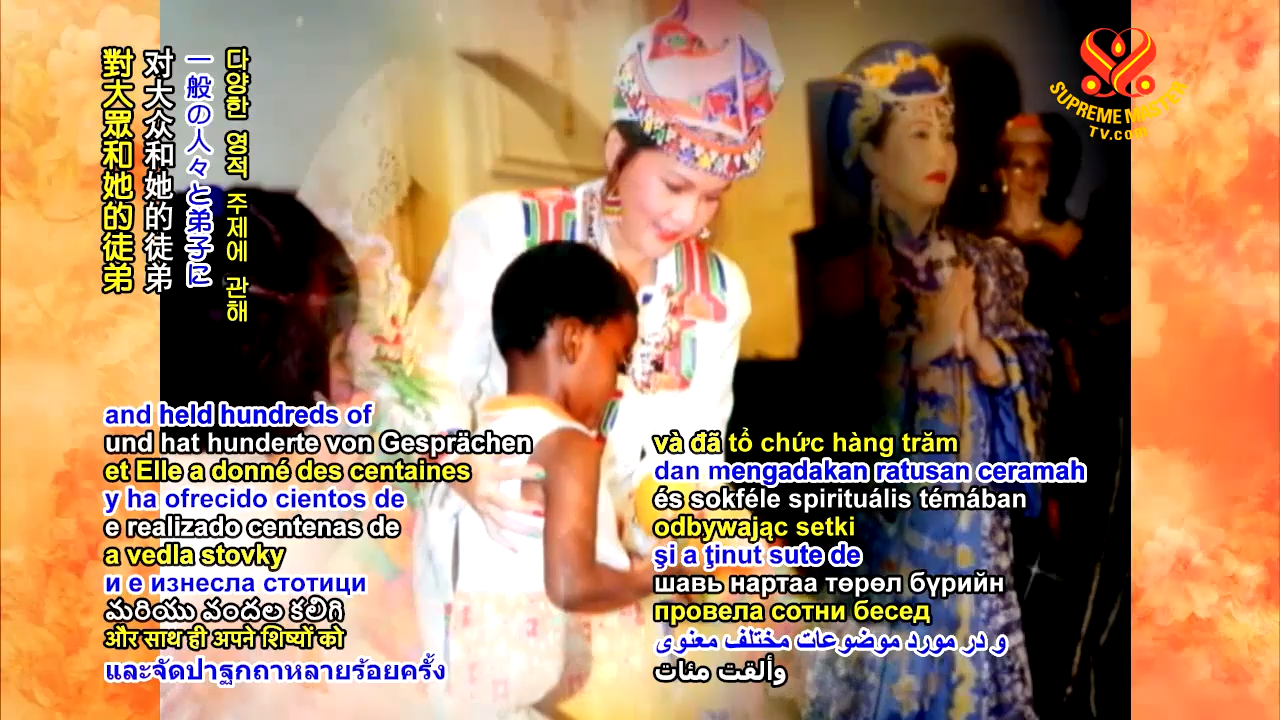 對大眾和她的徒弟
对大众和她的徒弟
一般の人々と弟子に
다양한 영적 주제에 관해
SUPREME MASTER
TV.com
and held hundreds of
und hat hunderte von Gesprächen
et Elle a donné des centaines
y ha ofrecido cientos de
e realizado centenas de
a vedla stovky
и е изнесла стотици
మరియు వందల కలిగి
और साथ ही अपने शिष्यों को
และจัดปาฐกถาหลายร้อยครั้ง
và đã tổ chức hàng trăm
dan mengadakan ratusan ceramah
és sokféle spirituális témában
odbywając setki
şi a ţinut sute de
шавь нартаа төрөл бүрийн
провела сотни бесед
و در مورد موضوعات مختلف معنوی
وألقت مئات